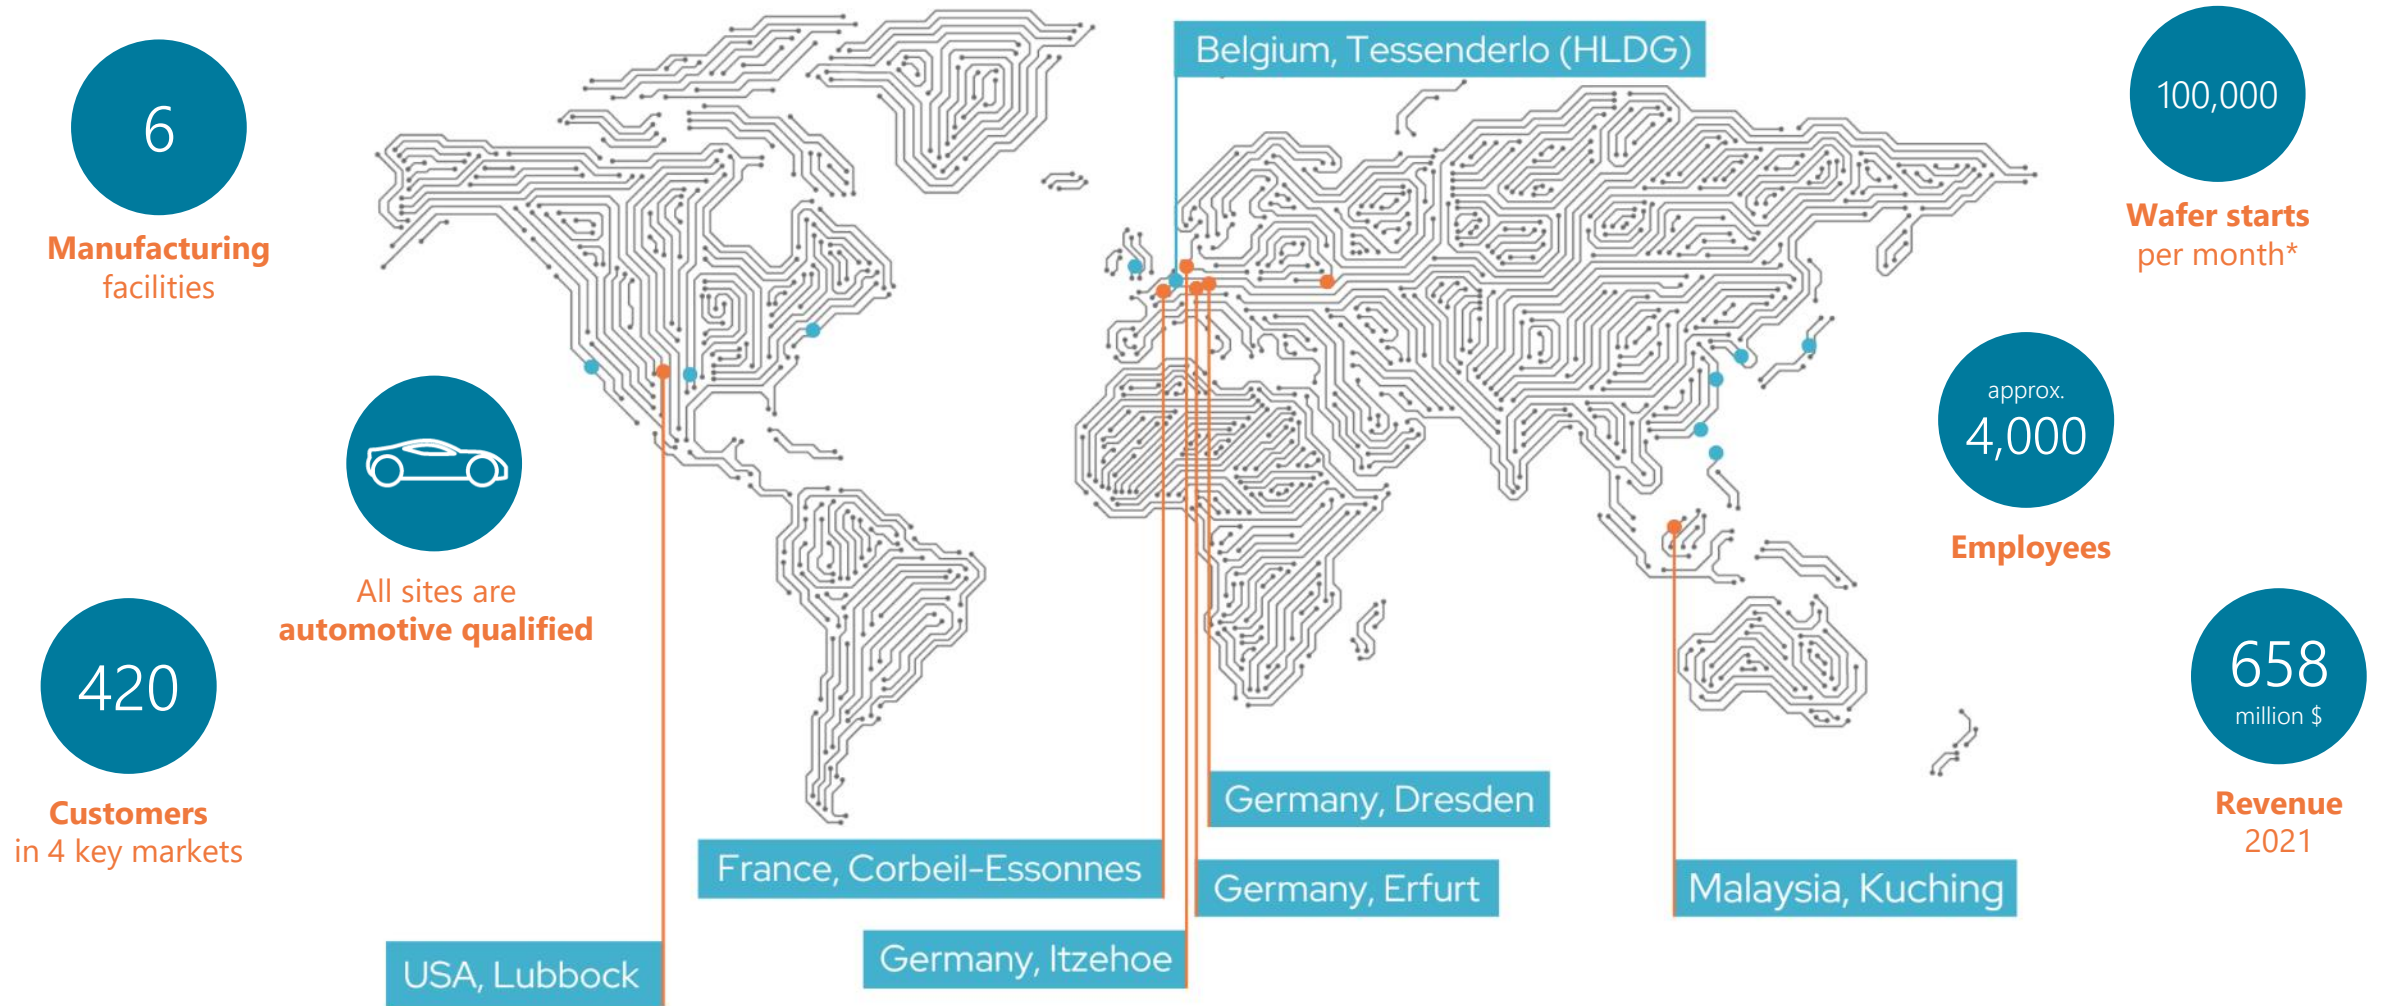 6
Manufacturing
facilities
All sites are
automotive qualified
420
Customers
in 4 key markets
Belgium, Tessenderlo (HLDG)
Germany, Dresden
France, Corbeil-Essonnes
Germany, Erfurt
Malaysia, Kuching
Germany, Itzehoe
USA, Lubbock
100,000
Wafer starts
per month*
approx.
4,000
Employees
658
million $
Revenue
2021